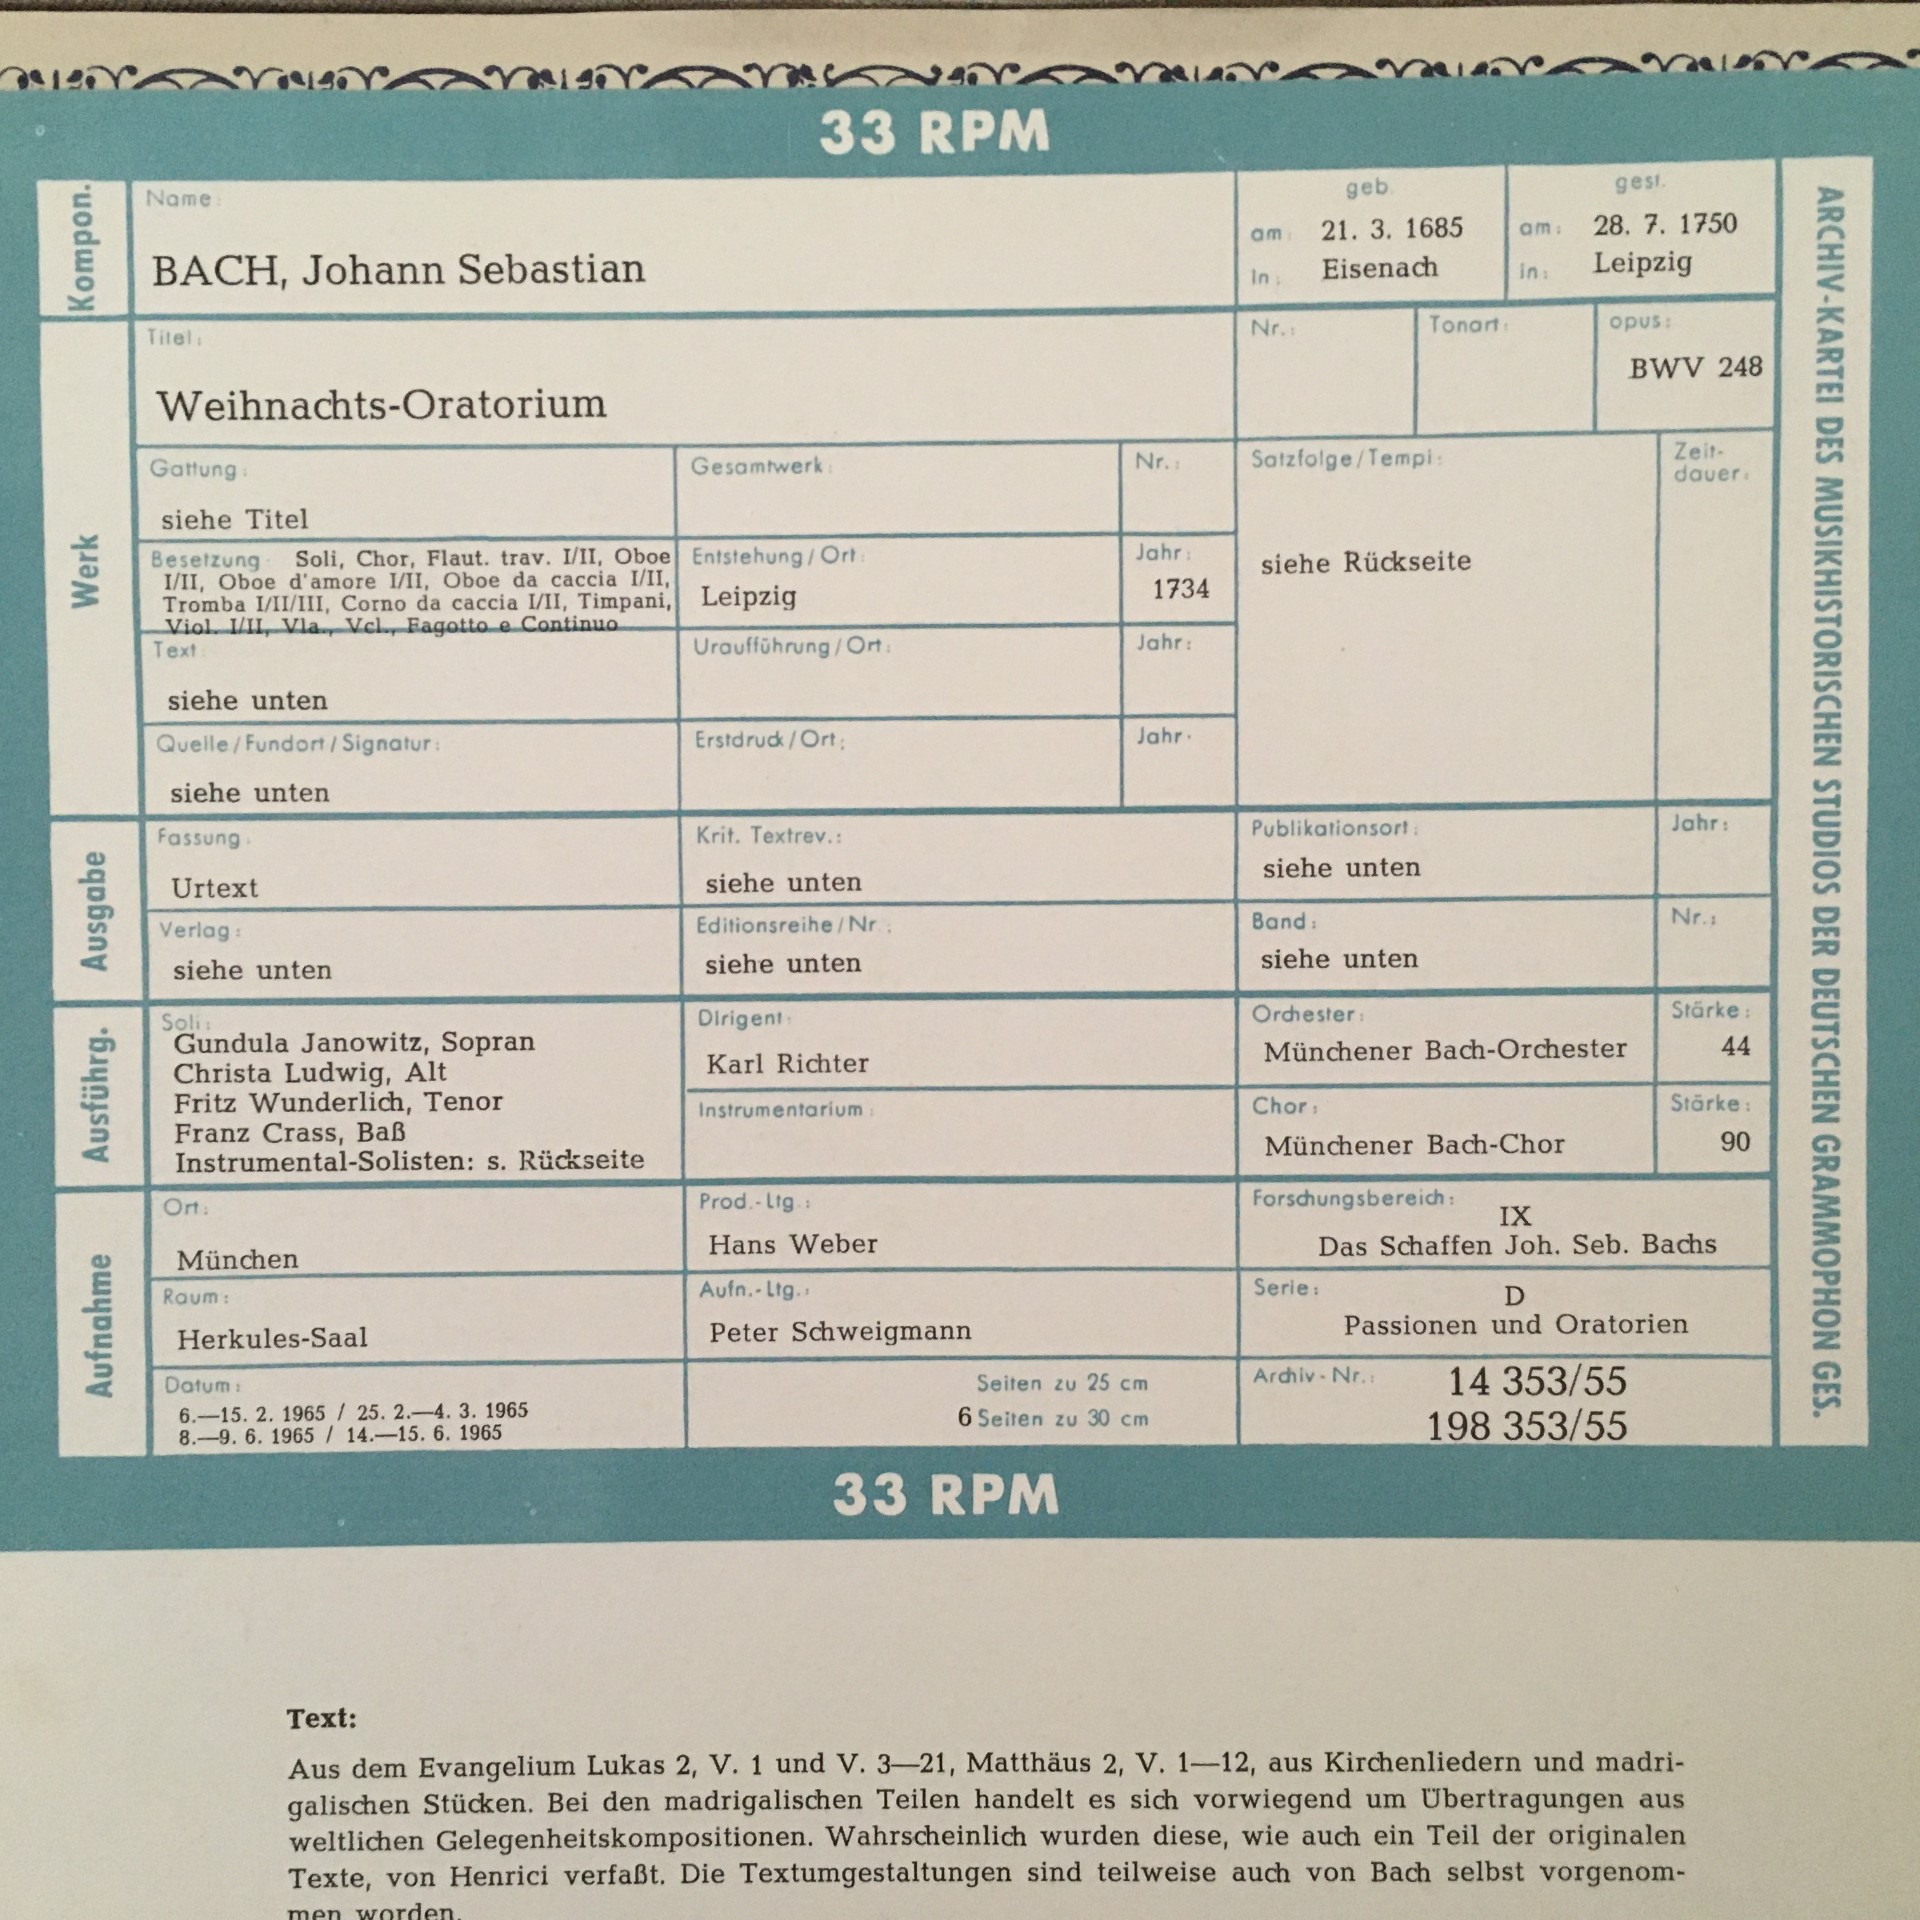 33 RPM
Kompon.
Name:
BACH, Johann Sebastian
geb.
am: 21. 3. 1685
In: Eisenach
gest.
am: 28. 7. 1750
in: Leipzig
Werk
Titel:
Weihnachts-Oratorium
Nr.:
Tonart:
opus:
BWV 248
Gattung:
siehe Titel
Gesamtwerk:
Nr.:
Satzfolge/Tempi:
siehe Rückseite
Zeit-
dauer:
Besetzung: Soli, Chor, Flaut. trav. I/II, Oboe
I/II, Oboe d'amore I/II, Oboe da caccia I/II,
Tromba I/II/III, Corno da caccia I/II, Timpani,
Viol. I/II, Vla., Vcl., Fagotto e Continuo
Entstehung/Ort:
Leipzig
Jahr:
1734
Text:
siehe unten
Uraufführung/Ort:
Jahr:
Quelle/Fundort/Signatur:
siehe unten
Erstdruck/Ort:
Jahr:
Ausgabe
Fassung:
Urtext
Krit. Textrev.:
siehe unten
Publikationsort:
siehe unten
Jahr:
Verlag:
siehe unten
Editionsreihe/Nr.:
siehe unten
Band:
siehe unten
Nr.:
Ausführg.
Soli:
Gundula Janowitz, Sopran
Christa Ludwig, Alt
Fritz Wunderlich, Tenor
Franz Crass, Baß
Instrumental-Solisten: s. Rückseite
DIrigent:
Karl Richter
Instrumentarium:
Orchester:
Münchener Bach-Orchester
Stärke:
44
Chor:
Münchener Bach-Chor
Stärke:
90
Aufnahme
Ort:
München
Prod.-Ltg.:
Hans Weber
Forschungsbereich:
IX
Das Schaffen Joh. Seb. Bachs
Raum:
Herkules-Saal
Aufn.-Ltg.:
Peter Schweigmann
Serie:
D
Passionen und Oratorien
Datum:
6.—15. 2. 1965 / 25. 2.—4. 3. 1965
8.—9. 6. 1965 / 14.—15. 6. 1965
Seiten zu 25 cm
6 Seiten zu 30 cm
Archiv-Nr.:
14 353/55
198 353/55
ARCHIV-KARTEI DES MUSIKHISTORISCHEN STUDIOS DER DEUTSCHEN GRAMMOPHON GES.
33 RPM
Text:
Aus dem Evangelium Lukas 2, V. 1 und V. 3—21, Matthäus 2, V. 1—12, aus Kirchenliedern und madri-
galischen Stücken. Bei den madrigalischen Teilen handelt es sich vorwiegend um Übertragungen aus
weltlichen Gelegenheitskompositionen. Wahrscheinlich wurden diese, wie auch ein Teil der originalen
Texte, von Henrici verfaßt. Die Textumgestaltungen sind teilweise auch von Bach selbst vorgenom-
men worden.